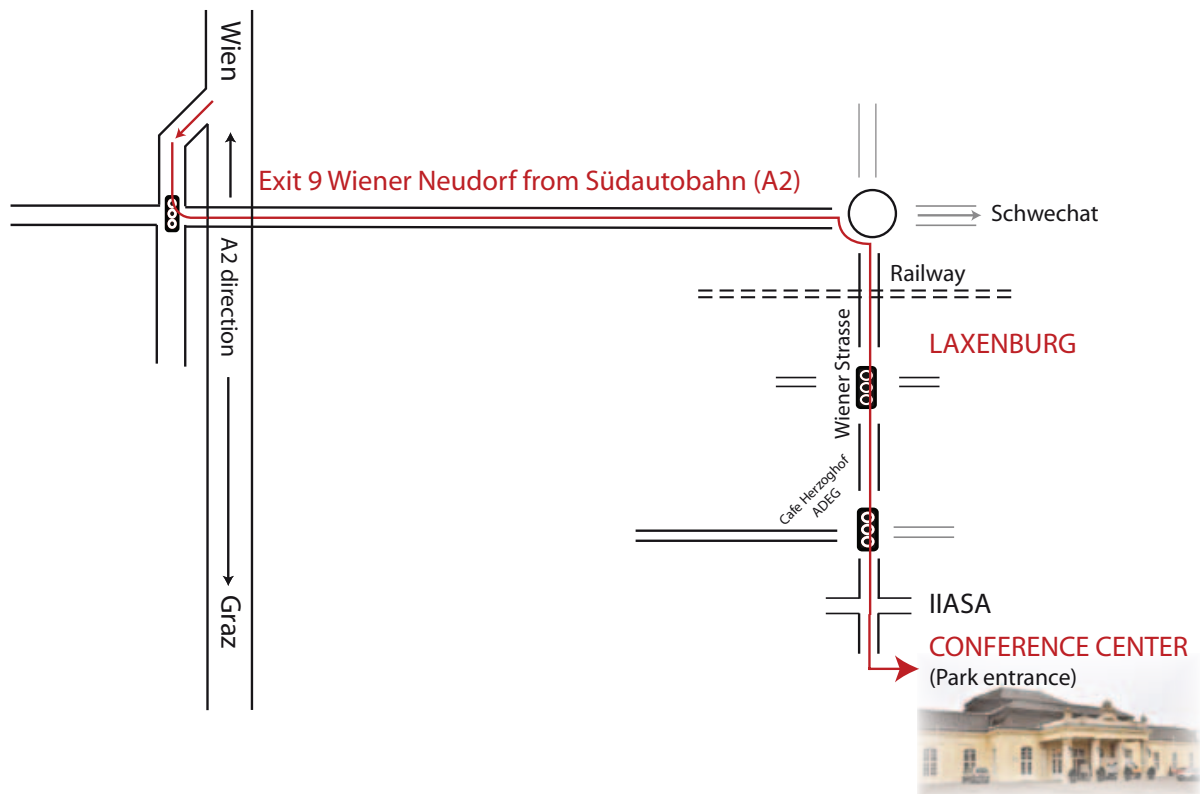 Wien
Exit 9 Wiener Neudorf from Südautobahn (A2)
Schwechat
A2 direction
Railway
LAXENBURG
Wiener Strasse
Cafe Herzoghof
ADEG
Graz
IIASA
CONFERENCE CENTER
(Park entrance)